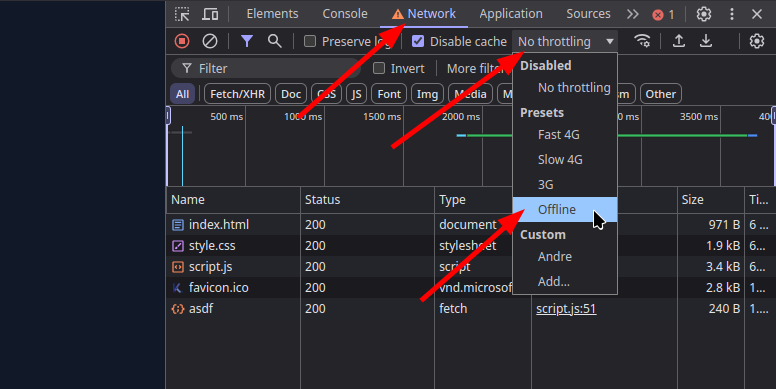 Elements Console Network Application Sources 1
Preserve log Disable cache No throttling
Filter Invert More filter
All Fetch/XHR Doc CSS JS Font Img Media Other
500 ms 1000 ms 1500 ms 2000 ms 3500 ms
Disabled
No throttling
Presets
Fast 4G
Slow 4G
3G
Offline
Custom
Andre
Add...
Name Status Type Size Ti...
index.html 200 document 971 B 6 ...
style.css 200 stylesheet 1.9 kB 6...
script.js 200 script 3.4 kB 6...
favicon.ico 200 vnd.microsof 2.8 kB 1...
asdf 200 fetch script.js:51 240 B 1....